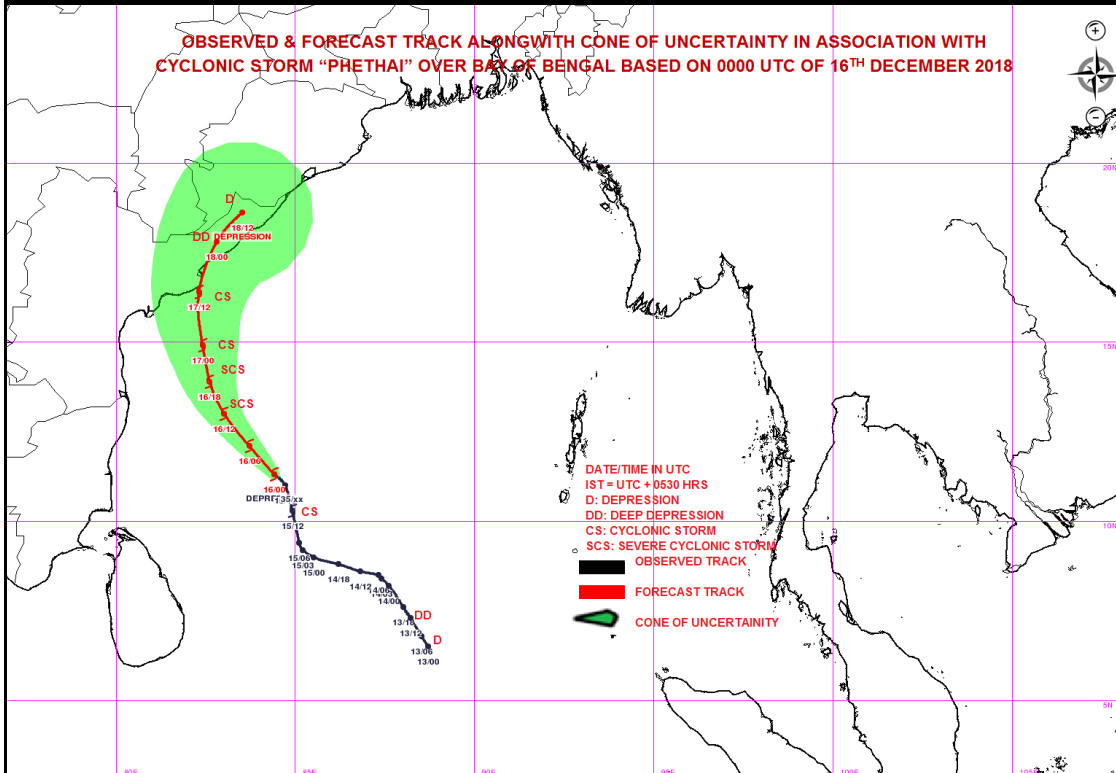 OBSERVED & FORECAST TRACK ALONGWITH CONE OF UNCERTAINTY IN ASSOCIATION WITH
CYCLONIC STORM “PHETHAI” OVER BAY OF BENGAL BASED ON 0000 UTC OF 16TH DECEMBER 2018
+
−
20N
D
18/12
DD DEPRESSION
18/00
CS
17/12
15N
CS
17/00
SCS
16/18
SCS
16/12
16/06
16/00
35/xx
CS
15/12
10N
15/06
15/03
15/00
14/18
14/12
14/06
14/00
13/18
DD
13/12
D
13/06
13/00
DATE/TIME IN UTC
IST = UTC + 0530 HRS
D: DEPRESSION
DD: DEEP DEPRESSION
CS: CYCLONIC STORM
SCS: SEVERE CYCLONIC STORM
OBSERVED TRACK
FORECAST TRACK
CONE OF UNCERTAINITY
5N